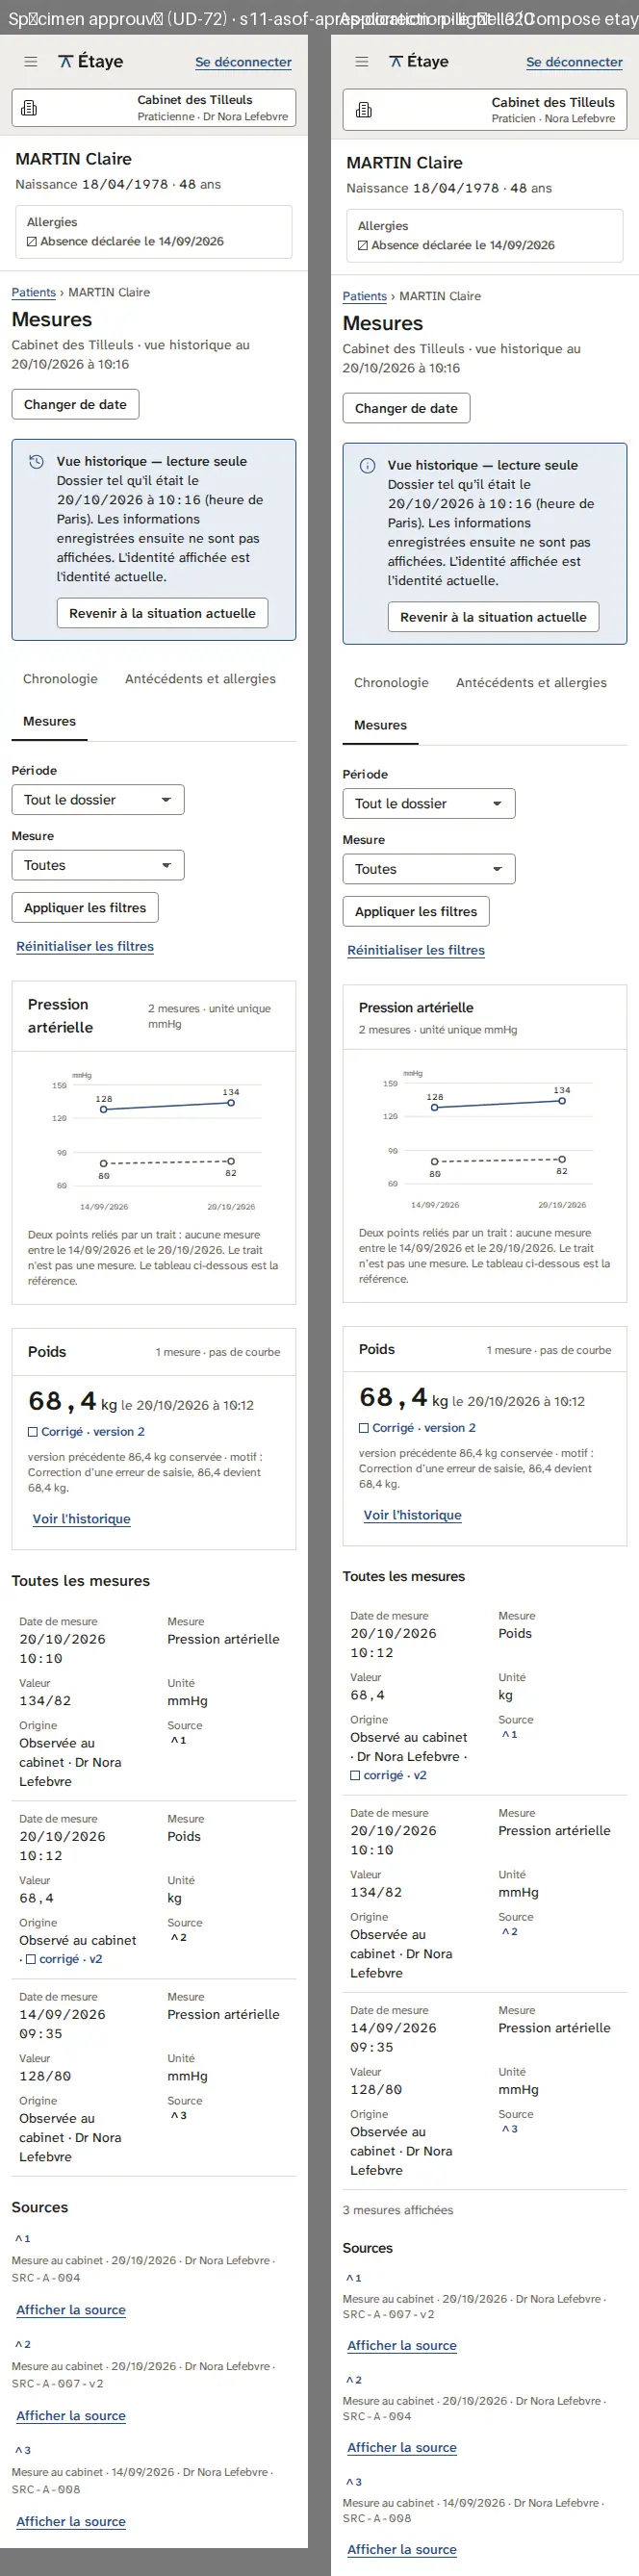 Étaye
Se déconnecter
Cabinet des Tilleuls
Praticienne · Dr Nora Lefebvre
MARTIN Claire
Naissance 18/04/1978 · 48 ans
Allergies
Absence déclarée le 14/09/2026
Patients › MARTIN Claire
Mesures
Cabinet des Tilleuls · vue historique au
20/10/2026 à 10:16
Changer de date
Vue historique — lecture seule
Dossier tel qu'il était le
20/10/2026 à 10:16 (heure de
Paris). Les informations
enregistrées ensuite ne sont pas
affichées. L'identité affichée est
l'identité actuelle.
Revenir à la situation actuelle
Chronologie
Antécédents et allergies
Mesures
Période
Tout le dossier
Mesure
Toutes
Appliquer les filtres
Réinitialiser les filtres
Pression
artérielle
2 mesures · unité unique
mmHg
mmHg
150
128
134
120
90
80
82
60
14/09/2026
20/10/2026
Deux points reliés par un trait : aucune mesure
entre le 14/09/2026 et le 20/10/2026. Le trait
n'est pas une mesure. Le tableau ci-dessous est la
référence.
Poids
1 mesure · pas de courbe
68,4 kg le 20/10/2026 à 10:12
Corrigé · version 2
version précédente 86,4 kg conservée · motif :
Correction d'une erreur de saisie, 86,4 devient
68,4 kg.
Voir l'historique
Toutes les mesures
Date de mesure
Mesure
20/10/2026
10:10
Pression artérielle
Valeur
Unité
134/82
mmHg
Origine
Source
Observée au
cabinet · Dr Nora
Lefebvre
^1
Date de mesure
Mesure
20/10/2026
10:12
Poids
Valeur
Unité
68,4
kg
Origine
Source
Observé au cabinet
· corrigé · v2
^2
Date de mesure
Mesure
14/09/2026
09:35
Pression artérielle
Valeur
Unité
128/80
mmHg
Origine
Source
Observée au
cabinet · Dr Nora
Lefebvre
^3
Sources
^1
Mesure au cabinet · 20/10/2026 · Dr Nora Lefebvre ·
SRC-A-004
Afficher la source
^2
Mesure au cabinet · 20/10/2026 · Dr Nora Lefebvre ·
SRC-A-007-v2
Afficher la source
^3
Mesure au cabinet · 14/09/2026 · Dr Nora Lefebvre ·
SRC-A-008
Afficher la source
Étaye
Se déconnecter
Cabinet des Tilleuls
Praticien · Nora Lefebvre
MARTIN Claire
Naissance 18/04/1978 · 48 ans
Allergies
Absence déclarée le 14/09/2026
Patients › MARTIN Claire
Mesures
Cabinet des Tilleuls · vue historique au
20/10/2026 à 10:16
Changer de date
Vue historique — lecture seule
Dossier tel qu'il était le
20/10/2026 à 10:16 (heure de
Paris). Les informations
enregistrées ensuite ne sont pas
affichées. L'identité affichée est
l'identité actuelle.
Revenir à la situation actuelle
Chronologie
Antécédents et allergies
Mesures
Période
Tout le dossier
Mesure
Toutes
Appliquer les filtres
Réinitialiser les filtres
Pression artérielle
2 mesures · unité unique mmHg
mmHg
150
128
134
120
90
80
82
60
14/09/2026
20/10/2026
Deux points reliés par un trait : aucune mesure
entre le 14/09/2026 et le 20/10/2026. Le trait
n'est pas une mesure. Le tableau ci-dessous est la
référence.
Poids
1 mesure · pas de courbe
68,4 kg le 20/10/2026 à 10:12
Corrigé · version 2
version précédente 86,4 kg conservée · motif :
Correction d'une erreur de saisie, 86,4 devient
68,4 kg.
Voir l'historique
Toutes les mesures
Date de mesure
Mesure
20/10/2026
10:12
Poids
Valeur
Unité
68,4
kg
Origine
Source
Observé au cabinet
· Dr Nora Lefebvre ·
corrigé · v2
^1
Date de mesure
Mesure
20/10/2026
10:10
Pression artérielle
Valeur
Unité
134/82
mmHg
Origine
Source
Observée au
cabinet · Dr Nora
Lefebvre
^2
Date de mesure
Mesure
14/09/2026
09:35
Pression artérielle
Valeur
Unité
128/80
mmHg
Origine
Source
Observée au
cabinet · Dr Nora
Lefebvre
^3
3 mesures affichées
Sources
^1
Mesure au cabinet · 20/10/2026 · Dr Nora Lefebvre ·
SRC-A-007-v2
Afficher la source
^2
Mesure au cabinet · 20/10/2026 · Dr Nora Lefebvre ·
SRC-A-004
Afficher la source
^3
Mesure au cabinet · 14/09/2026 · Dr Nora Lefebvre ·
SRC-A-008
Afficher la source